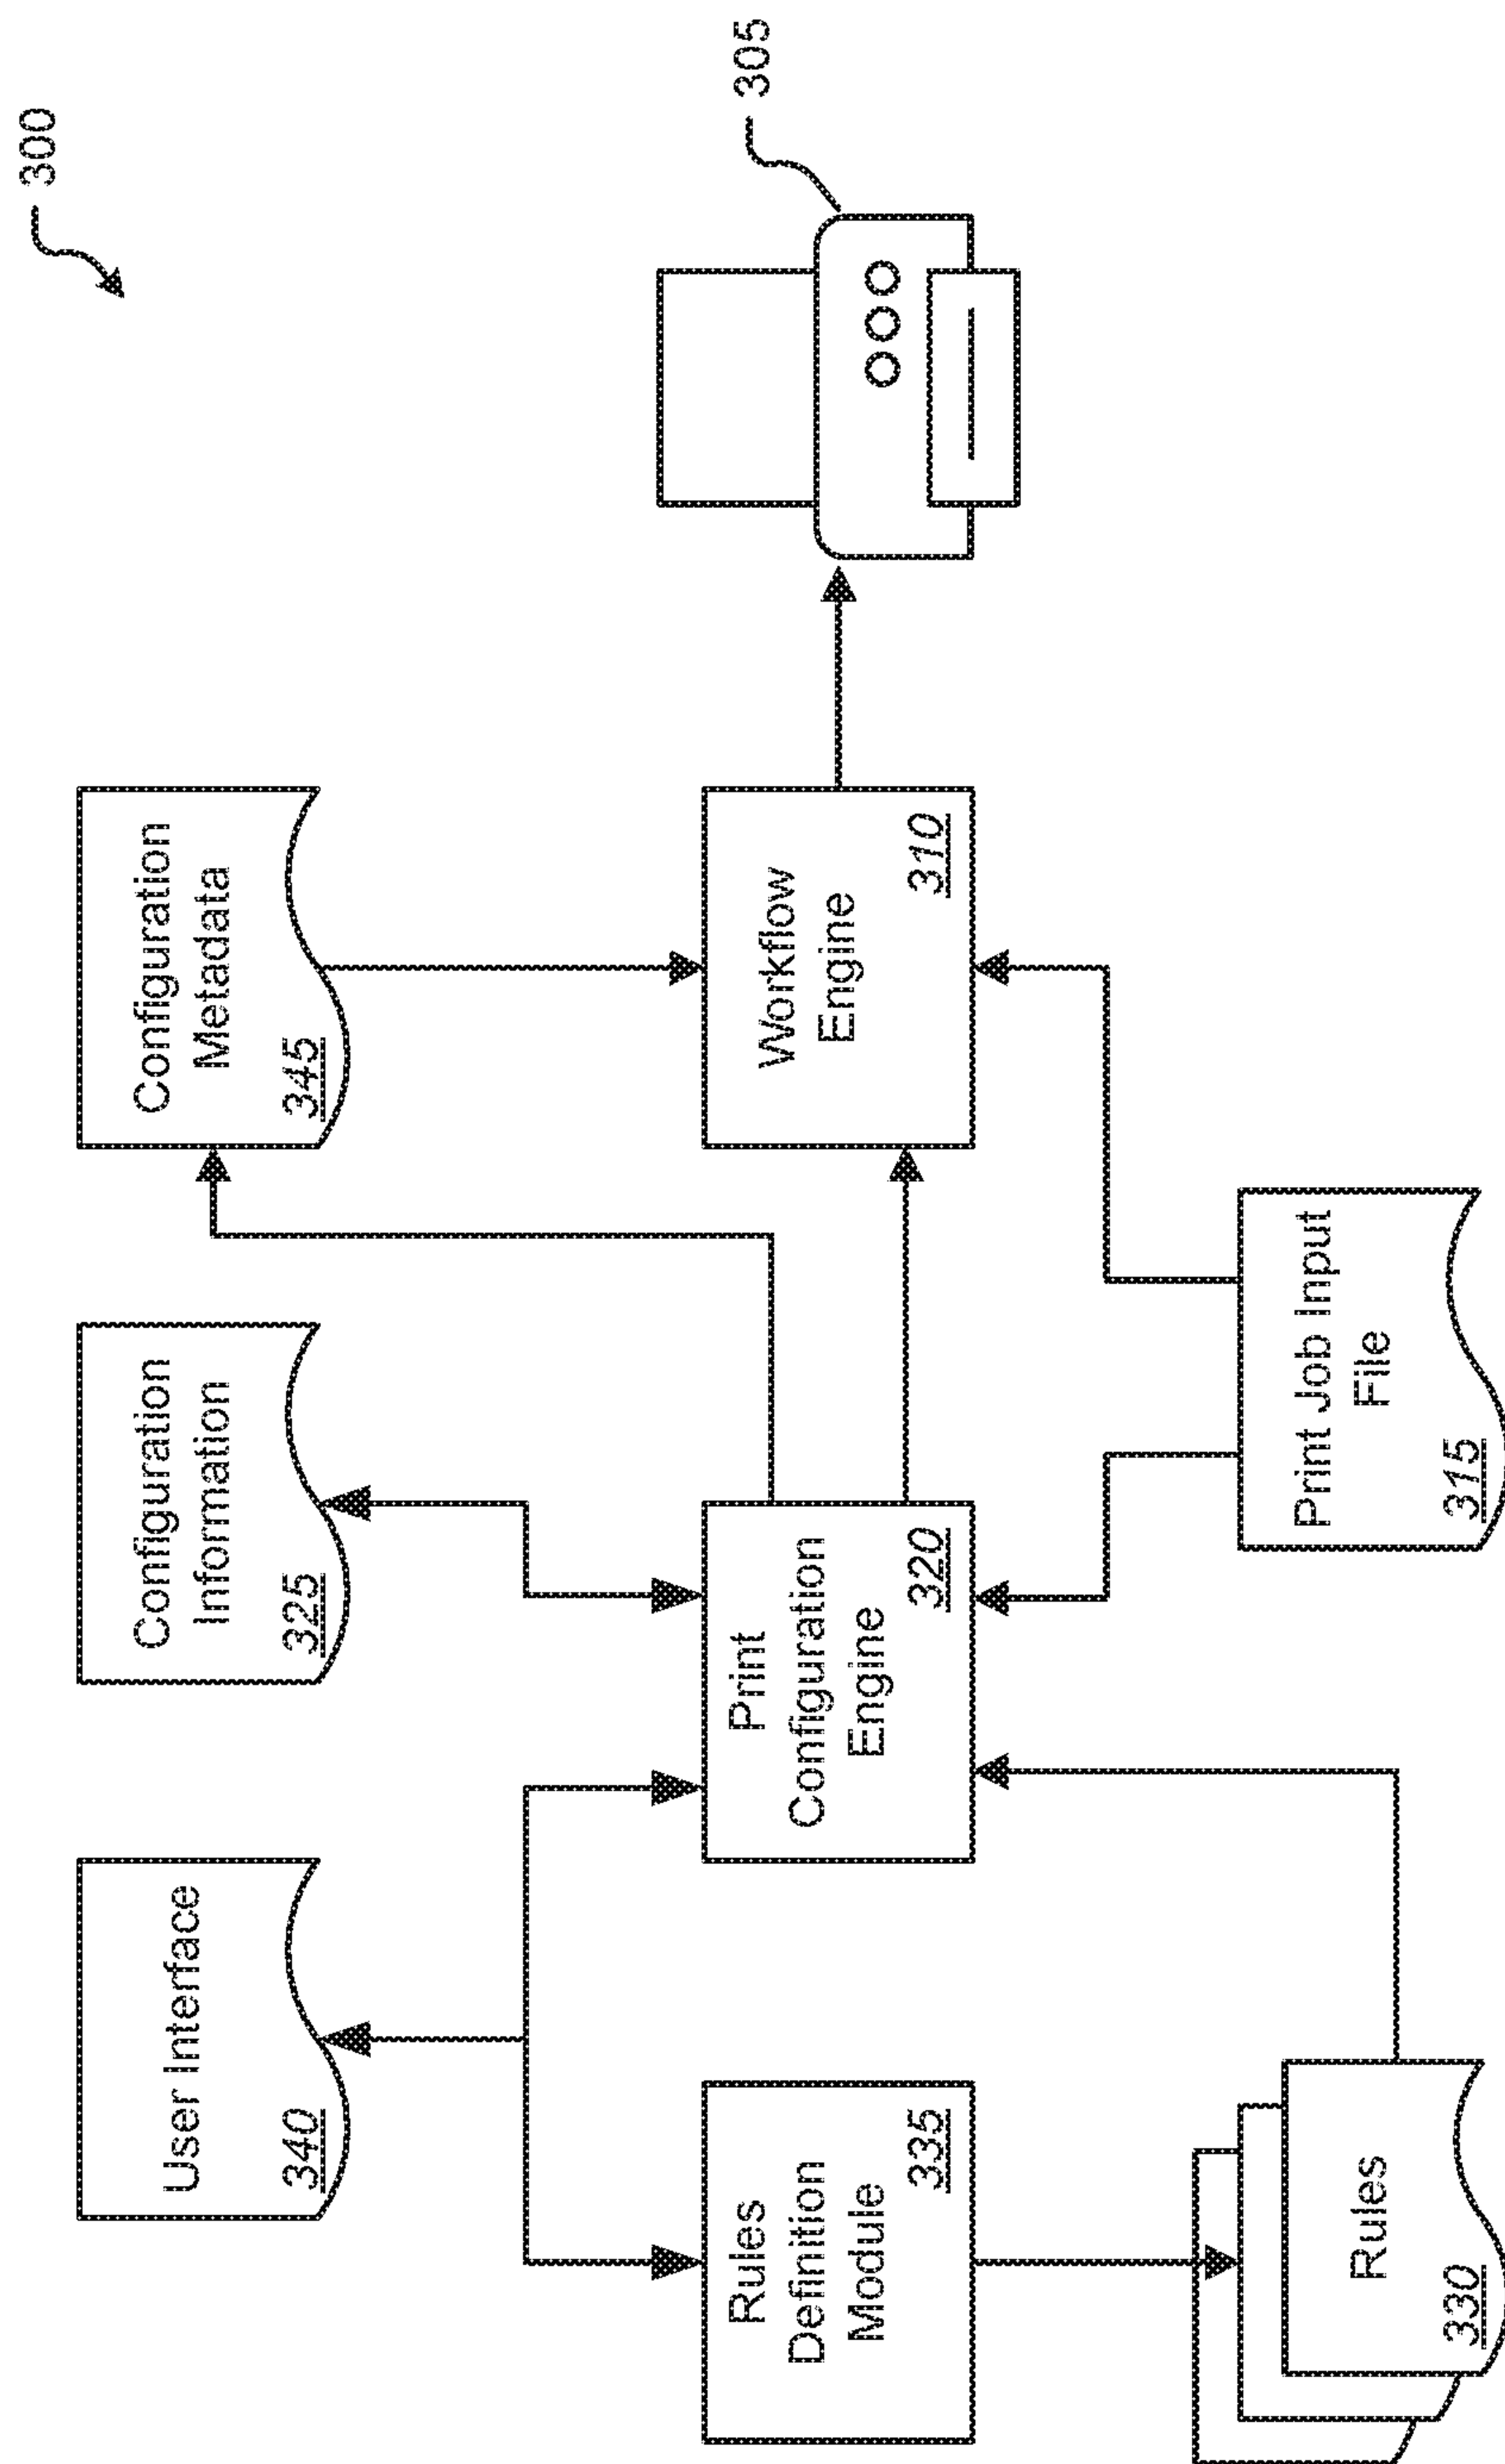 300
User Interface
340
Configuration
Information
325
Configuration
Metadata
345
305
Rules
Definition
Module
335
Print
Configuration
Engine
320
Workflow
Engine
310
Rules
330
Print Job Input
File
315